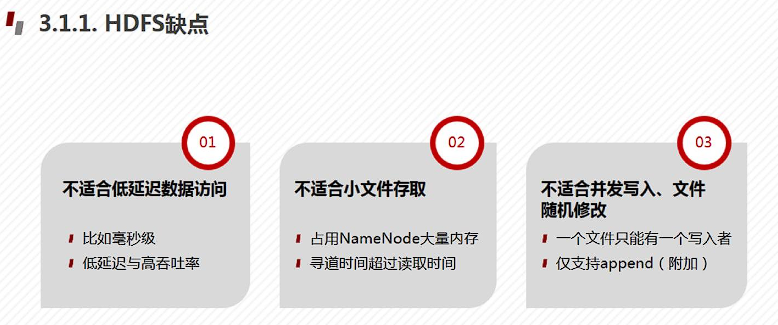 3.1.1. HDFS缺点
01
不适合低延迟数据访问
比如毫秒级
低延迟与高吞吐率
02
不适合小文件存取
占用NameNode大量内存
寻道时间超过读取时间
03
不适合并发写入、文件
随机修改
一个文件只能有一个写入者
仅支持append（附加）